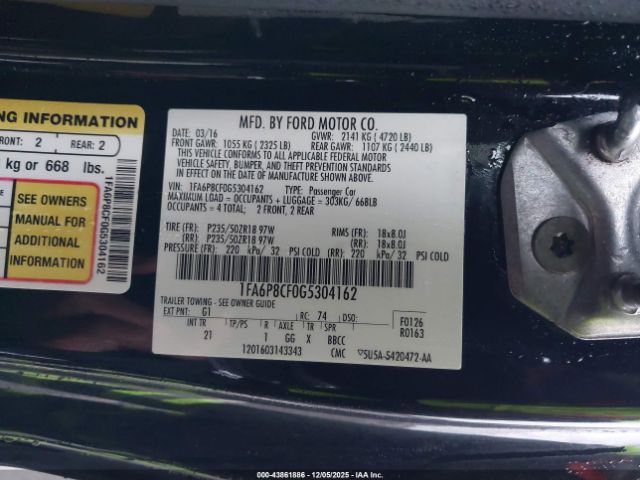 NG INFORMATION
FRONT: 2 REAR: 2
kg or 668 lbs.
SEE OWNERS
MANUAL FOR
ADDITIONAL
INFORMATION
1FA6P8CF0G5304162
MFD. BY FORD MOTOR CO.
DATE: 03/16 GVWR: 2141 KG ( 4720 LB)
FRONT GAWR: 1055 KG ( 2325 LB) REAR GAWR: 1107 KG ( 2440 LB)
THIS VEHICLE CONFORMS TO ALL APPLICABLE FEDERAL MOTOR
VEHICLE SAFETY, BUMPER, AND THEFT PREVENTION STANDARDS
IN EFFECT ON THE DATE OF MANUFACTURE SHOWN ABOVE.
VIN: 1FA6P8CF0G5304162 TYPE: Passenger Car
MAXIMUM LOAD = OCCUPANTS + LUGGAGE = 303KG/ 668LB
OCCUPANTS = 4 TOTAL; 2 FRONT, 2 REAR
TIRE (FR): P235/50ZR18 97W RIMS (FR): 18x8.0J
(RR): P235/50ZR18 97W (RR): 18x8.0J
PRESSURE (FR): 220 kPa/ 32 PSI COLD (RR): 220 kPa/ 32 PSI COLD
1FA6P8CF0G5304162
TRAILER TOWING - SEE OWNER GUIDE
EXT PNT: G1 RC: 74 DSO: F0126
R0163
INT TR TP/PS R AXLE TR SPR
21 1 GG X BBCC
1201603143343 CMC 5U5A-5420472-AA
000-43861886 - 12/05/2025 - IAAI.CA